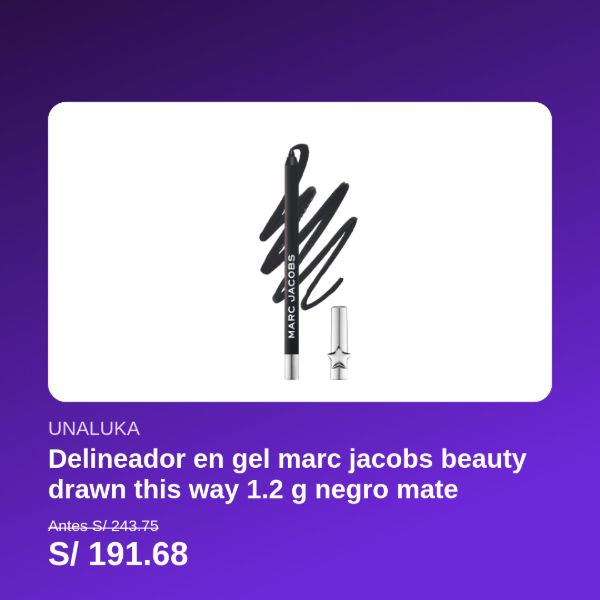 MARC JACOBS
UNALUKA
Delineador en gel marc jacobs beauty
drawn this way 1.2 g negro mate
Antes S/ 243.75
S/ 191.68